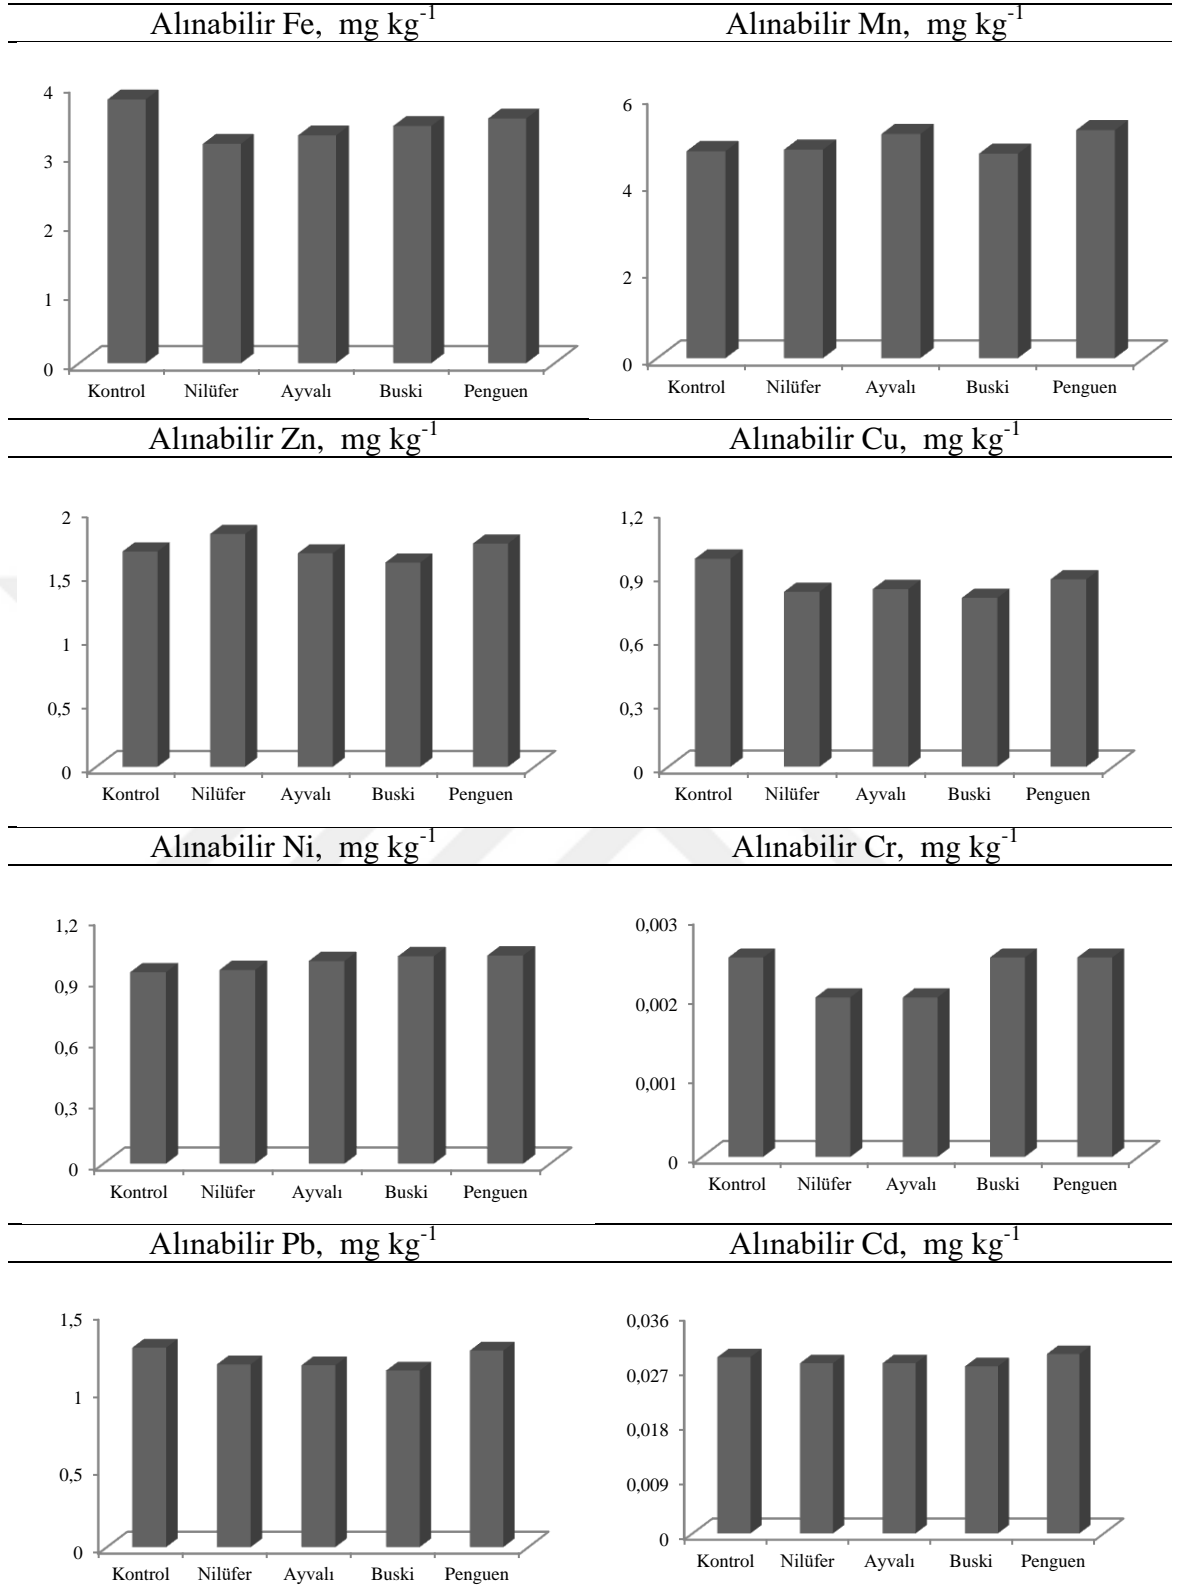 Alınabilir Fe, mg kg-1
Alınabilir Mn, mg kg-1
4
3
2
1
0
Kontrol Nilüfer Ayvalı Buski Penguen
6
4
2
0
Kontrol Nilüfer Ayvalı Buski Penguen
Alınabilir Zn, mg kg-1
Alınabilir Cu, mg kg-1
2
1,5
1
0,5
0
Kontrol Nilüfer Ayvalı Buski Penguen
1,2
0,9
0,6
0,3
0
Kontrol Nilüfer Ayvalı Buski Penguen
Alınabilir Ni, mg kg-1
Alınabilir Cr, mg kg-1
1,2
0,9
0,6
0,3
0
Kontrol Nilüfer Ayvalı Buski Penguen
0,003
0,002
0,001
0
Kontrol Nilüfer Ayvalı Buski Penguen
Alınabilir Pb, mg kg-1
Alınabilir Cd, mg kg-1
1,5
1
0,5
0
Kontrol Nilüfer Ayvalı Buski Penguen
0,036
0,027
0,018
0,009
0
Kontrol Nilüfer Ayvalı Buski Penguen